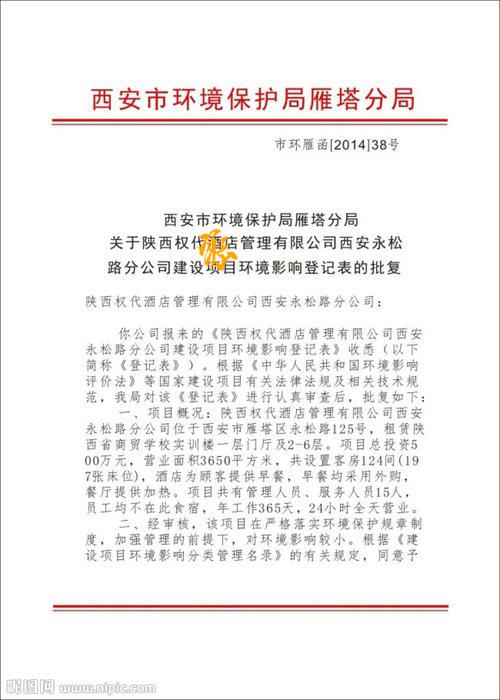 西安市环境保护局雁塔分局
市环雁函[2014]38号
西安市环境保护局雁塔分局
关于陕西权代酒店管理有限公司西安永松
路分公司建设项目环境影响登记表的批复
陕西权代酒店管理有限公司西安永松路分公司：
你公司报来的《陕西权代酒店管理有限公司西安
永松路分公司建设项目环境影响登记表》收悉（以下
简称《登记表》）。根据《中华人民共和国环境影响
评价法》等国家建设项目有关法律法规及相关技术规
范，我局对该《登记表》进行认真审查后，批复如下：
一、项目概况：陕西权代酒店管理有限公司西安
永松路分公司位于西安市雁塔区永松路125号，租赁陕
西省商贸学校实训楼一层门厅及2-6层。项目总投资5
00万元，营业面积3650平方米，共设置客房124间(19
7张床位)，酒店为顾客提供早餐，早餐均采用外购，
餐厅提供加热。项目共有管理人员、服务人员15人，
员工均不在此食宿，年工作365天，24小时全天营业。
二、经审核，该项目在严格落实环境保护规章制
度，加强管理的前提下，对环境影响较小。根据《建
设项目环境影响分类管理名录》的有关规定，同意予
昵图网
www.nipic.com